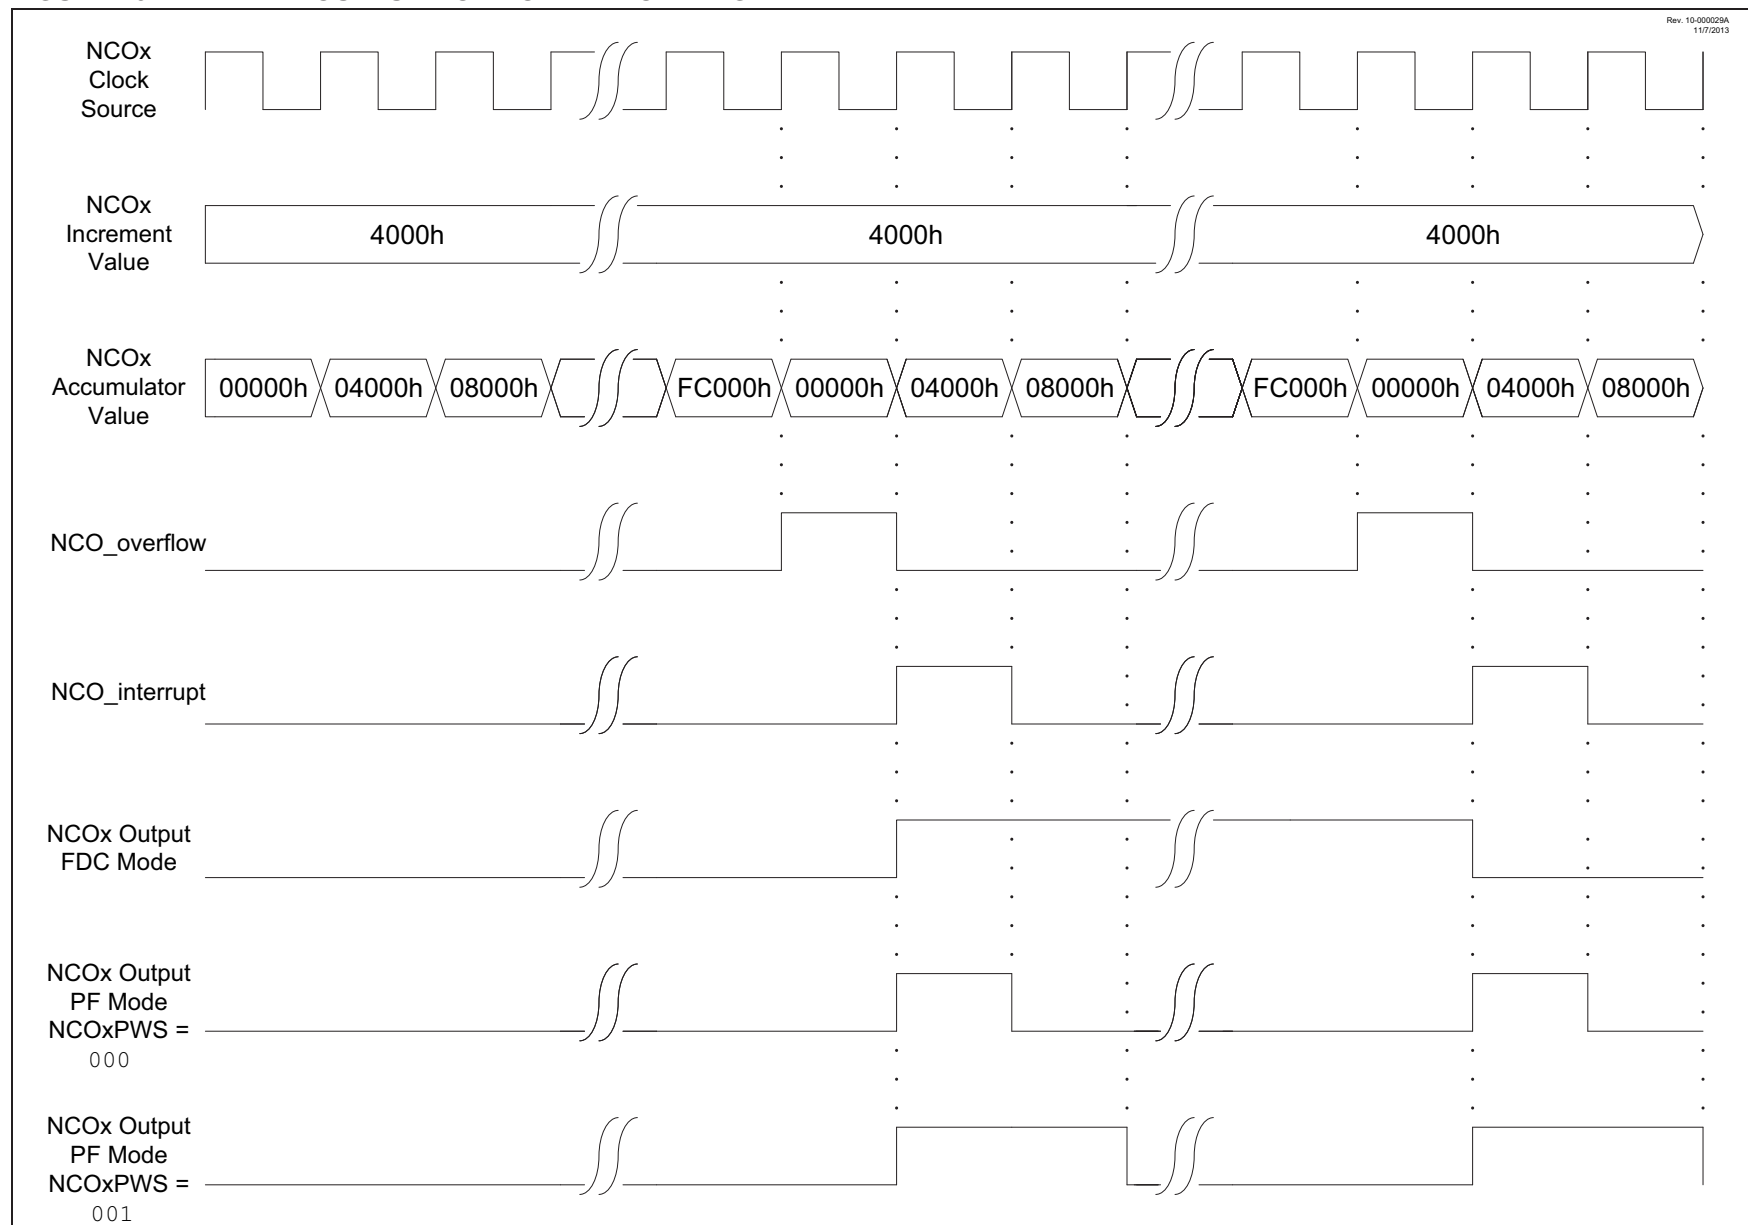 Rev. 10-000029A
11/7/2013
NCOx
Clock
Source
NCOx
Increment
Value
4000h 4000h 4000h
NCOx
Accumulator
Value
00000h 04000h 08000h FC000h 00000h 04000h 08000h FC000h 00000h 04000h 08000h
NCO_overflow
NCO_interrupt
NCOx Output
FDC Mode
NCOx Output
PF Mode
NCOxPWS =
000
NCOx Output
PF Mode
NCOxPWS =
001